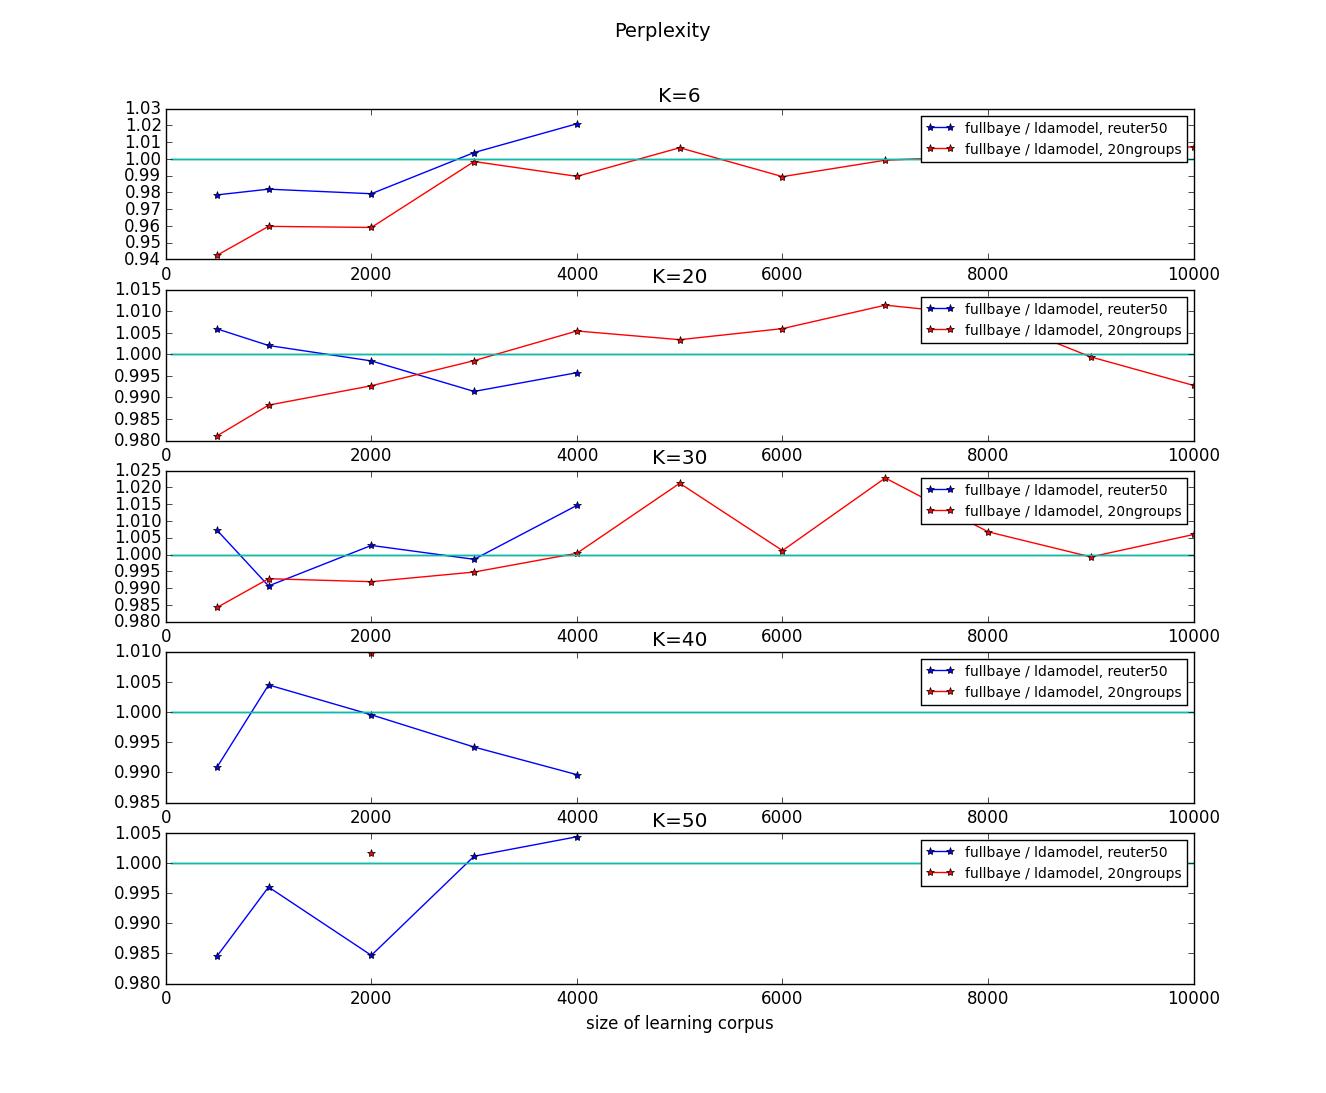 Perplexity
K=6
1.03
1.02
1.01
1.00
0.99
0.98
0.97
0.96
0.95
0.94
fullbaye / ldamodel, reuter50
fullbaye / ldamodel, 20ngroups
0 2000 4000 6000 8000 10000
K=20
1.015
1.010
1.005
1.000
0.995
0.990
0.985
0.980
fullbaye / ldamodel, reuter50
fullbaye / ldamodel, 20ngroups
0 2000 4000 6000 8000 10000
K=30
1.025
1.020
1.015
1.010
1.005
1.000
0.995
0.990
0.985
0.980
fullbaye / ldamodel, reuter50
fullbaye / ldamodel, 20ngroups
0 2000 4000 6000 8000 10000
K=40
1.010
1.005
1.000
0.995
0.990
0.985
fullbaye / ldamodel, reuter50
fullbaye / ldamodel, 20ngroups
0 2000 4000 6000 8000 10000
K=50
1.005
1.000
0.995
0.990
0.985
0.980
fullbaye / ldamodel, reuter50
fullbaye / ldamodel, 20ngroups
0 2000 4000 6000 8000 10000
size of learning corpus